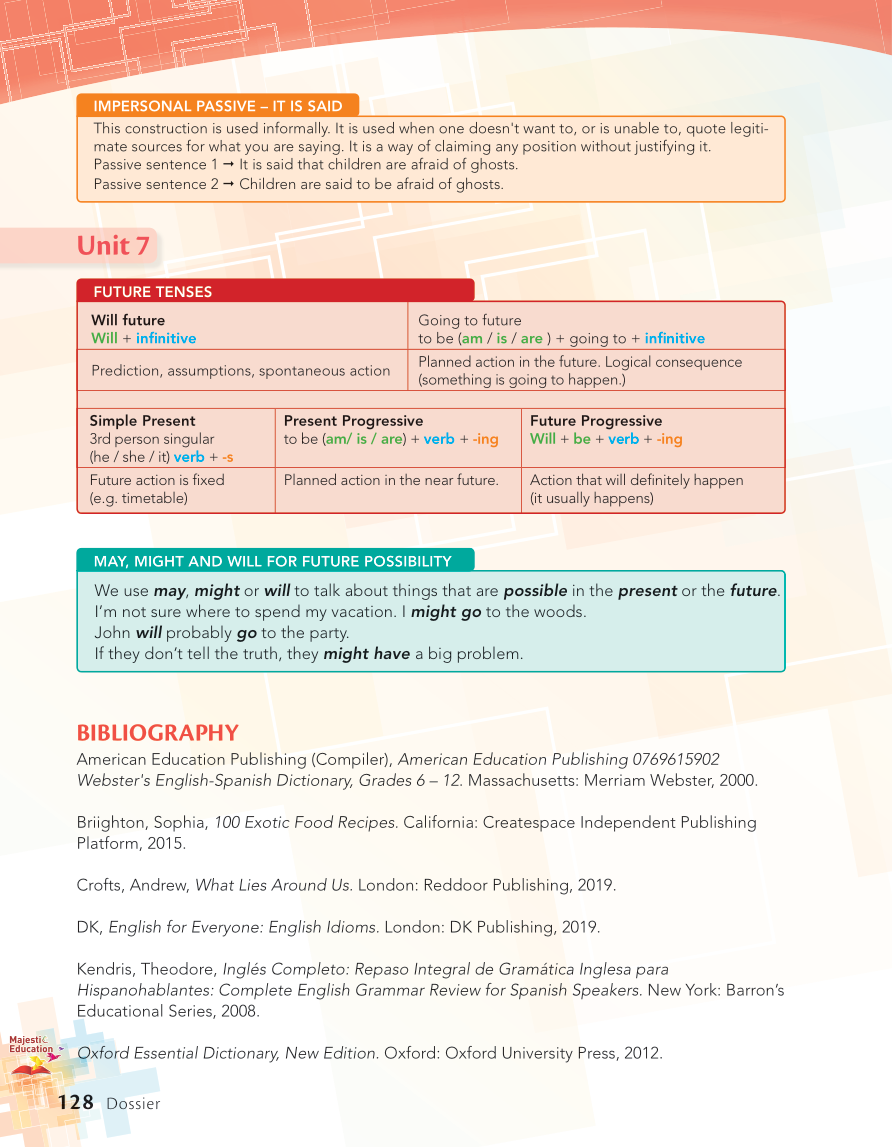 IMPERSONAL PASSIVE – IT IS SAID
This construction is used informally. It is used when one doesn't want to, or is unable to, quote legiti-
mate sources for what you are saying. It is a way of claiming any position without justifying it.
Passive sentence 1 ➞ It is said that children are afraid of ghosts.
Passive sentence 2 ➞ Children are said to be afraid of ghosts.
Unit 7
FUTURE TENSES
Will future
Will + infinitive
Going to future
to be (am / is / are ) + going to + infinitive
Prediction, assumptions, spontaneous action
Planned action in the future. Logical consequence
(something is going to happen.)
Simple Present
3rd person singular
(he / she / it) verb + -s
Present Progressive
to be (am/ is / are) + verb + -ing
Future Progressive
Will + be + verb + -ing
Future action is fixed
(e.g. timetable)
Planned action in the near future.
Action that will definitely happen
(it usually happens)
MAY, MIGHT AND WILL FOR FUTURE POSSIBILITY
We use may, might or will to talk about things that are possible in the present or the future.
I’m not sure where to spend my vacation. I might go to the woods.
John will probably go to the party.
If they don’t tell the truth, they might have a big problem.
BIBLIOGRAPHY
American Education Publishing (Compiler), American Education Publishing 0769615902
Webster's English-Spanish Dictionary, Grades 6 – 12. Massachusetts: Merriam Webster, 2000.
Briighton, Sophia, 100 Exotic Food Recipes. California: Createspace Independent Publishing
Platform, 2015.
Crofts, Andrew, What Lies Around Us. London: Reddoor Publishing, 2019.
DK, English for Everyone: English Idioms. London: DK Publishing, 2019.
Kendris, Theodore, Inglés Completo: Repaso Integral de Gramática Inglesa para
Hispanohablantes: Complete English Grammar Review for Spanish Speakers. New York: Barron’s
Educational Series, 2008.
Oxford Essential Dictionary, New Edition. Oxford: Oxford University Press, 2012.
Majestic
Education
128 Dossier